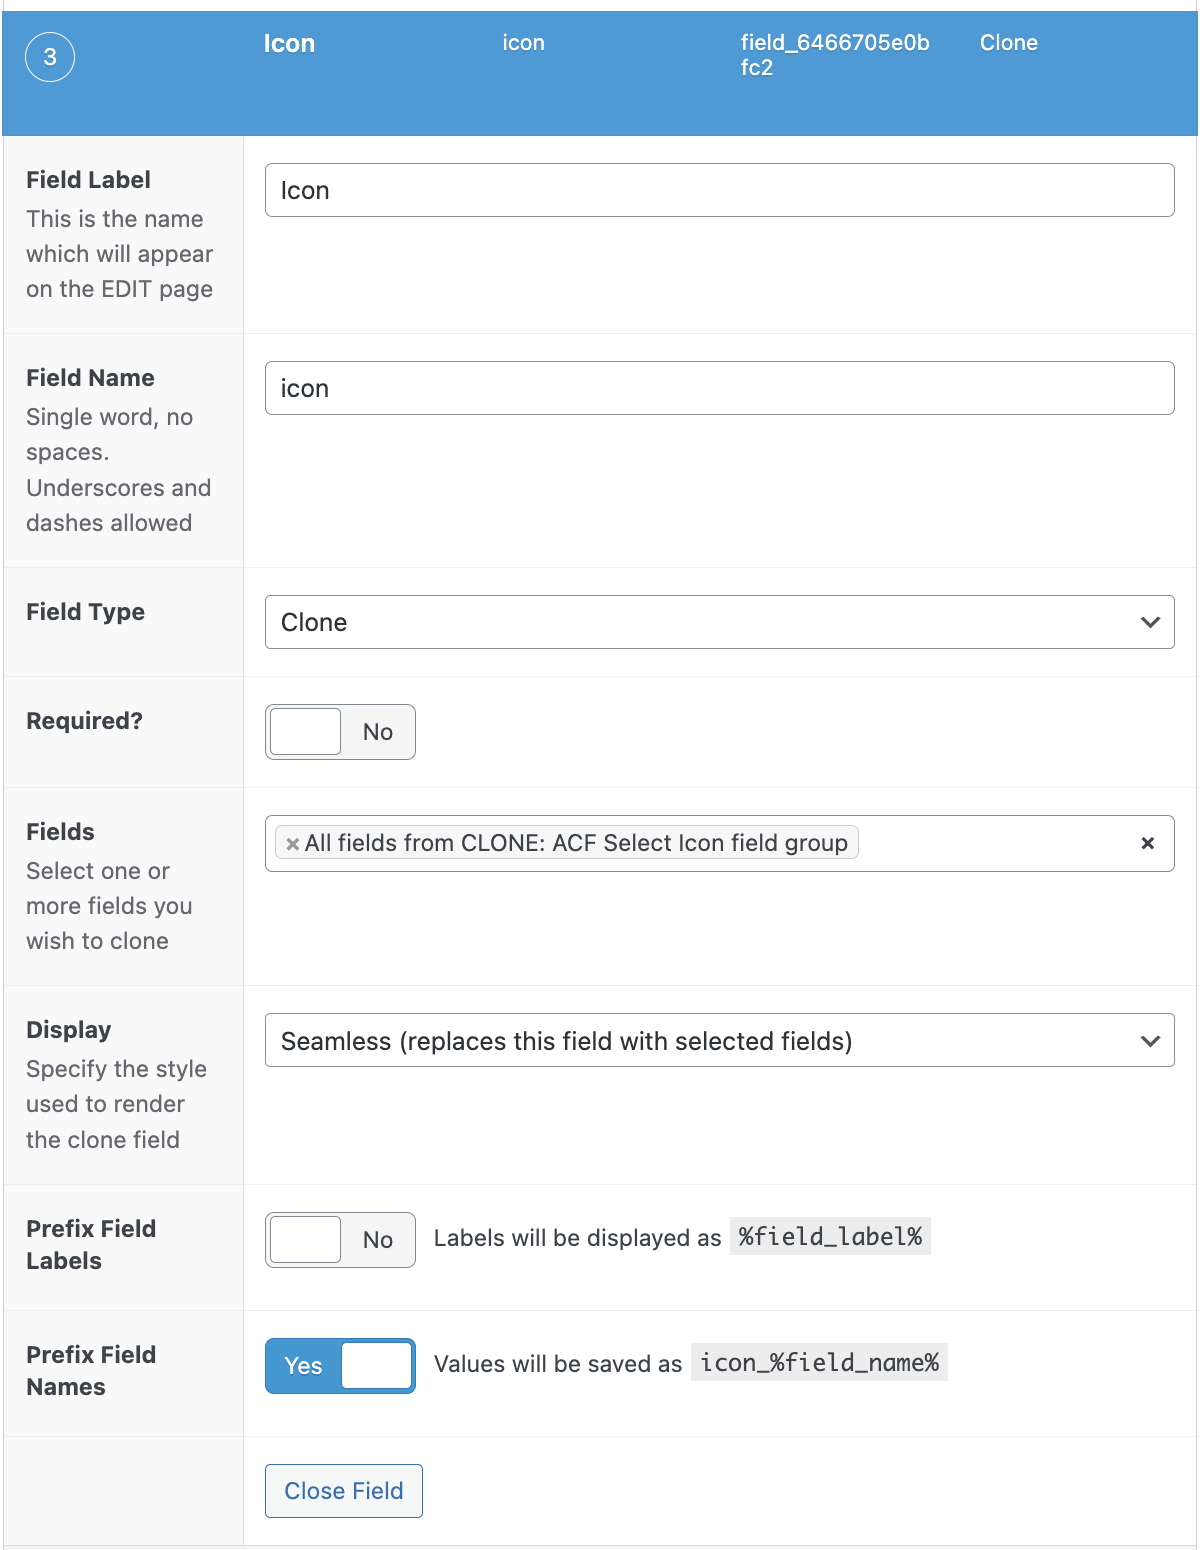 3
Icon
icon
field_6466705e0b
fc2
Clone
Field Label
This is the name
which will appear
on the EDIT page
Icon
Field Name
Single word, no
spaces.
Underscores and
dashes allowed
icon
Field Type
Clone
Required?
No
Fields
Select one or
more fields you
wish to clone
×All fields from CLONE: ACF Select Icon field group
×
Display
Specify the style
used to render
the clone field
Seamless (replaces this field with selected fields)
Prefix Field
Labels
No
Labels will be displayed as %field_label%
Prefix Field
Names
Yes
Values will be saved as icon_%field_name%
Close Field